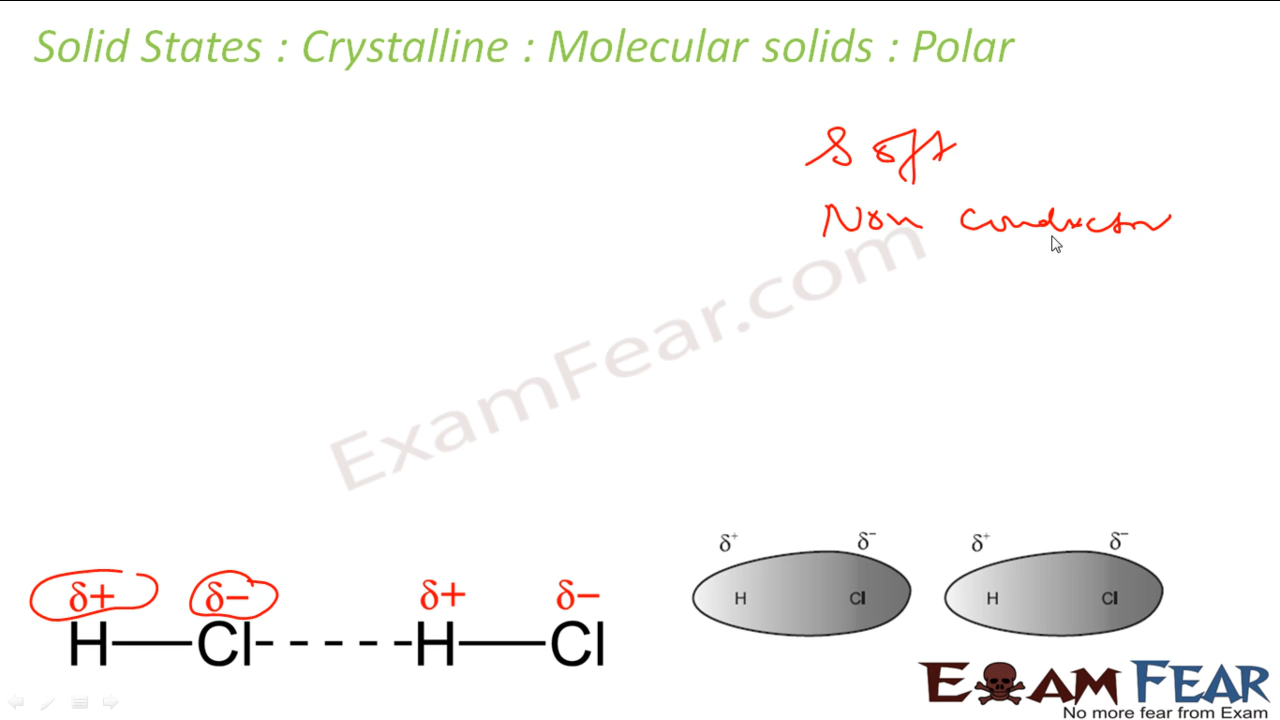 Solid States : Crystalline : Molecular solids : Polar
Soft
Non Conductor
ExamFear.com
δ+ δ− δ+ δ−
H Cl H Cl
δ+ δ− δ+ δ−
H Cl H Cl
EXAM FEAR
No more fear from Exam